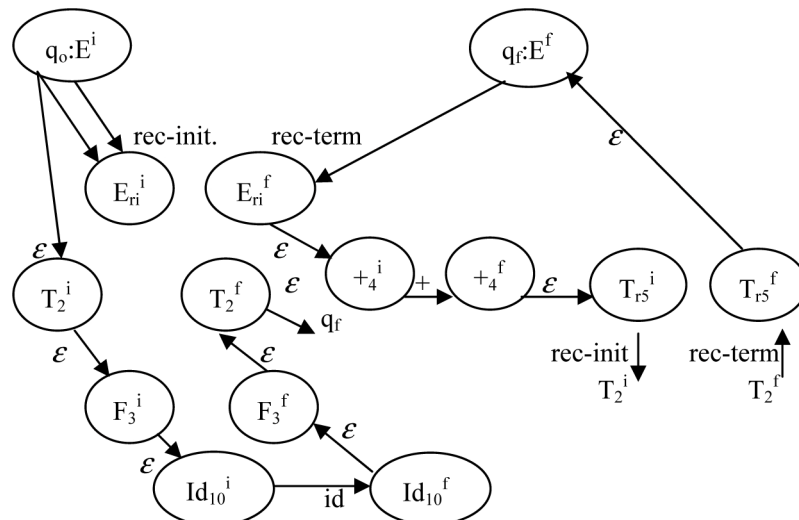 qₒ:Eⁱ
q_f:E^f
ε
rec-init.
rec-term
E_riⁱ
E_ri^f
ε
ε
+₄ⁱ
+
+₄^f
ε
T_r5ⁱ
T_r5^f
T₂ⁱ
T₂^f
ε
q_f
rec-init
rec-term
T₂ⁱ
T₂^f
ε
ε
F₃ⁱ
F₃^f
ε
ε
Id₁₀ⁱ
id
Id₁₀^f